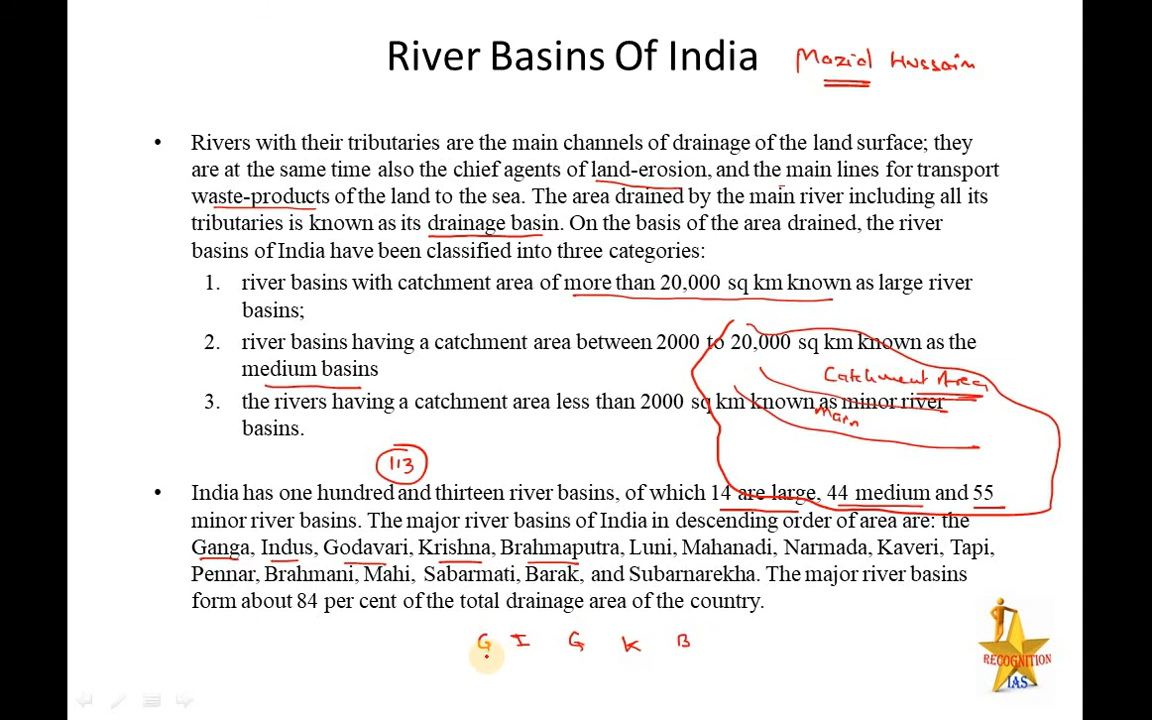 River Basins Of India Mazid Hussain
• Rivers with their tributaries are the main channels of drainage of the land surface; they
are at the same time also the chief agents of land-erosion, and the main lines for transport
waste-products of the land to the sea. The area drained by the main river including all its
tributaries is known as its drainage basin. On the basis of the area drained, the river
basins of India have been classified into three categories:
1. river basins with catchment area of more than 20,000 sq km known as large river
basins;
2. river basins having a catchment area between 2000 to 20,000 sq km known as the
medium basins
Catchment Area
3. the rivers having a catchment area less than 2000 sq km known as minor river
Main
basins.
113
• India has one hundred and thirteen river basins, of which 14 are large, 44 medium and 55
minor river basins. The major river basins of India in descending order of area are: the
Ganga, Indus, Godavari, Krishna, Brahmaputra, Luni, Mahanadi, Narmada, Kaveri, Tapi,
Pennar, Brahmani, Mahi, Sabarmati, Barak, and Subarnarekha. The major river basins
form about 84 per cent of the total drainage area of the country.
G I G K B
RECOGNITION
IAS